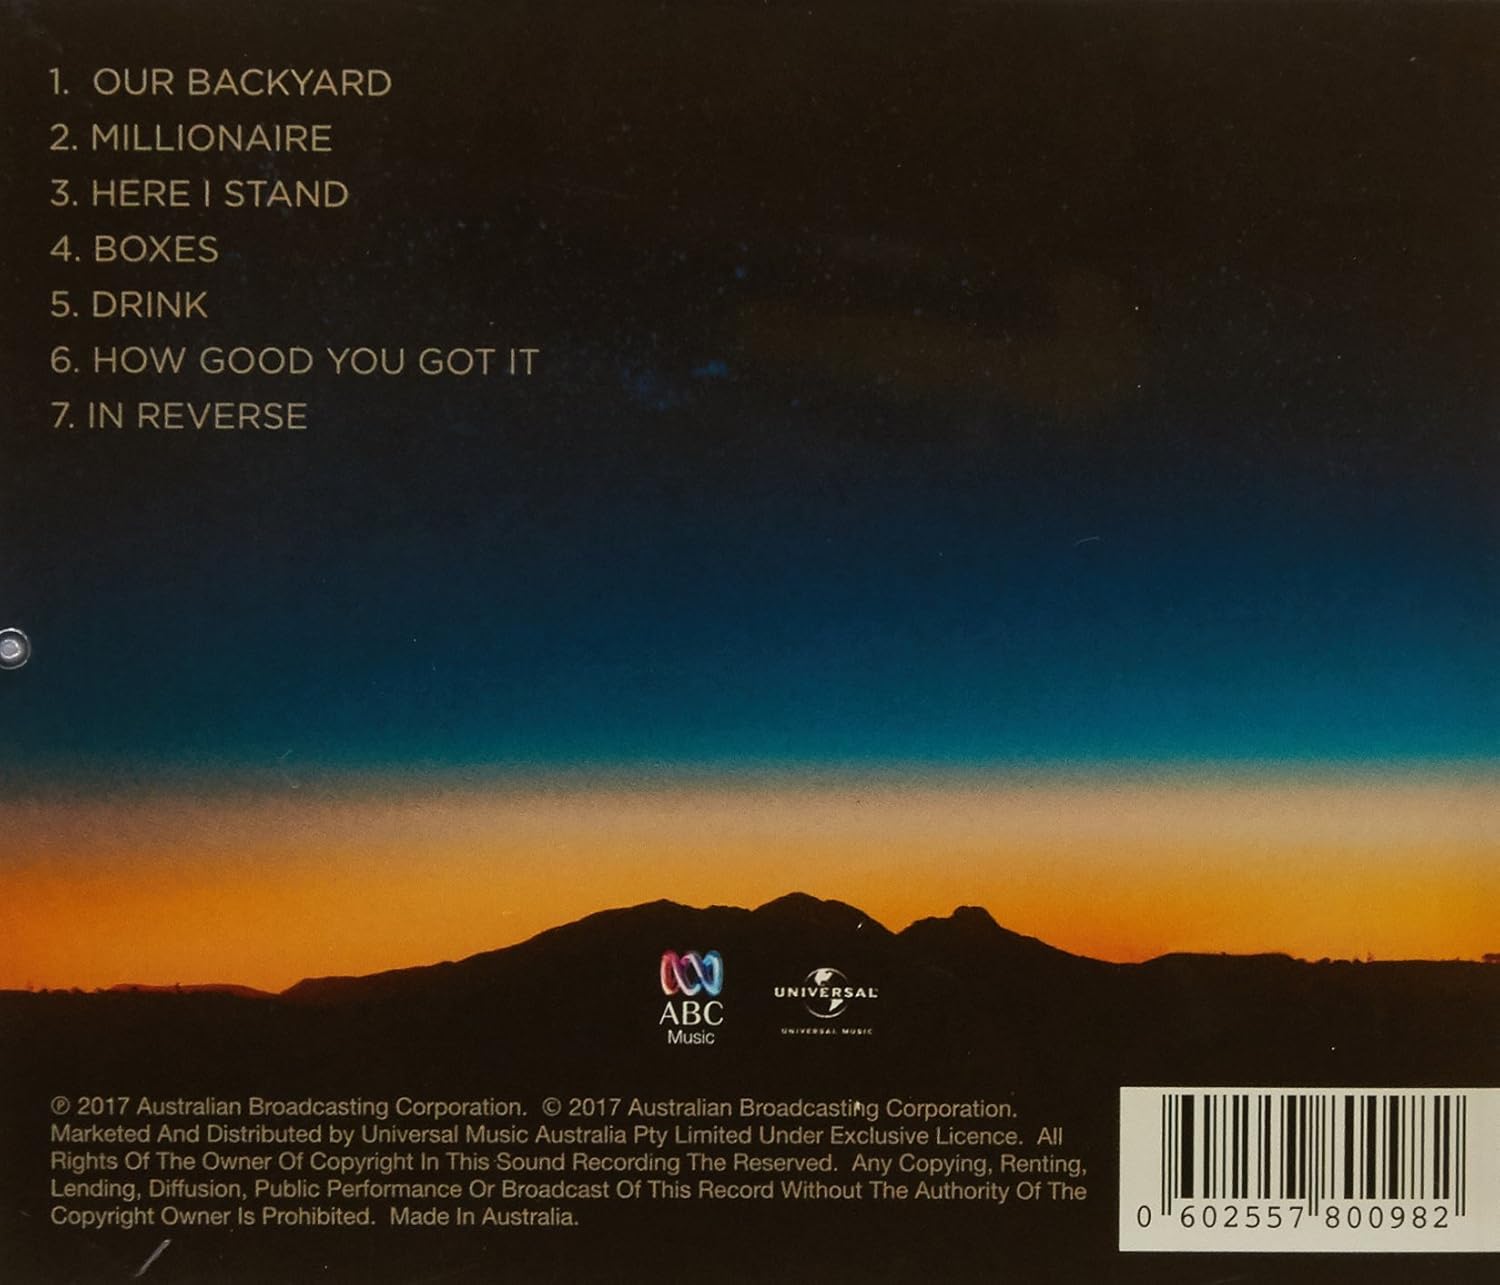 1. OUR BACKYARD
2. MILLIONAIRE
3. HERE I STAND
4. BOXES
5. DRINK
6. HOW GOOD YOU GOT IT
7. IN REVERSE
ABC
Music
UNIVERSAL
UNIVERSAL MUSIC
℗ 2017 Australian Broadcasting Corporation. © 2017 Australian Broadcasting Corporation.
Marketed And Distributed by Universal Music Australia Pty Limited Under Exclusive Licence. All
Rights Of The Owner Of Copyright In This Sound Recording The Reserved. Any Copying, Renting,
Lending, Diffusion, Public Performance Or Broadcast Of This Record Without The Authority Of The
Copyright Owner Is Prohibited. Made In Australia.
0 602557 800982